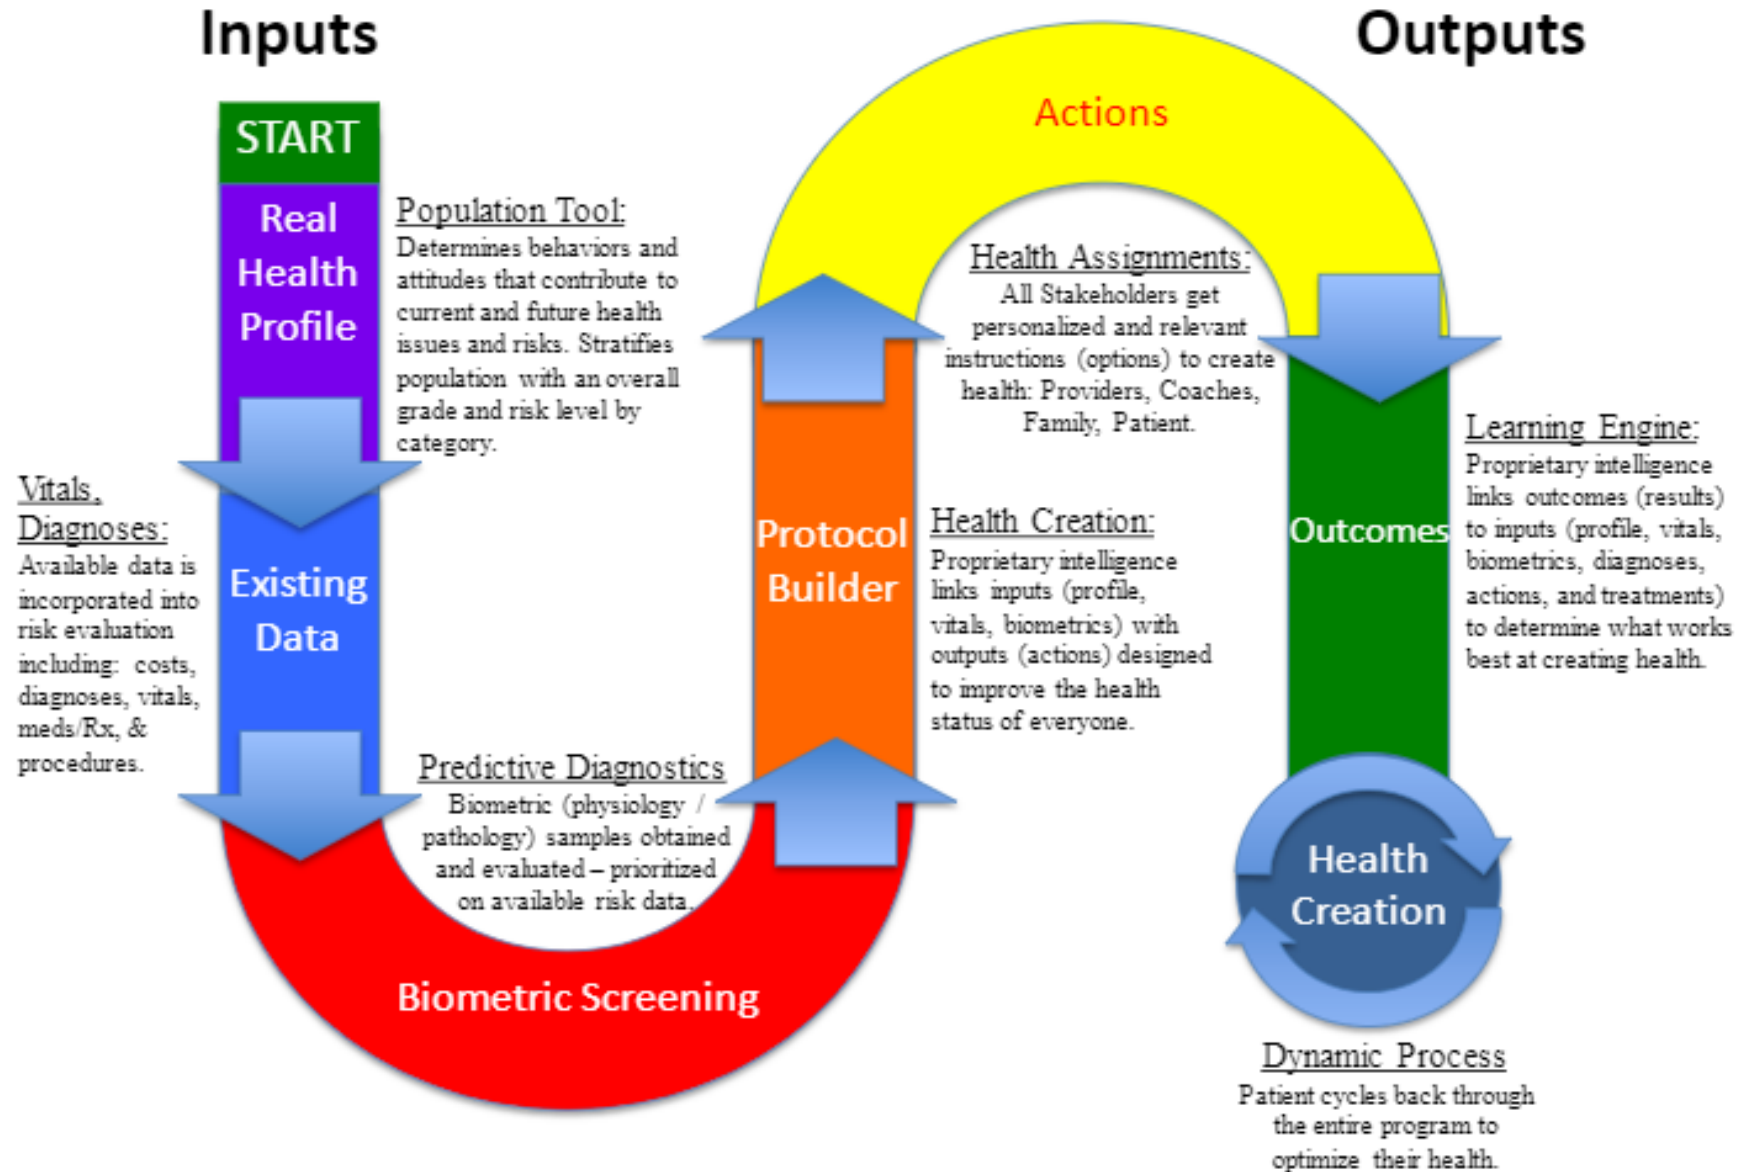 Inputs
Outputs
START
Real
Health
Profile
Population Tool:
Determines behaviors and
attitudes that contribute to
current and future health
issues and risks. Stratifies
population with an overall
grade and risk level by
category.
Vitals,
Diagnoses:
Available data is
incorporated into
risk evaluation
including: costs,
diagnoses, vitals,
meds/Rx, &
procedures.
Existing
Data
Predictive Diagnostics
Biometric (physiology /
pathology) samples obtained
and evaluated – prioritized
on available risk data.
Biometric Screening
Protocol
Builder
Health Creation:
Proprietary intelligence
links inputs (profile,
vitals, biometrics) with
outputs (actions) designed
to improve the health
status of everyone.
Actions
Health Assignments:
All Stakeholders get
personalized and relevant
instructions (options) to create
health: Providers, Coaches,
Family, Patient.
Outcomes
Learning Engine:
Proprietary intelligence
links outcomes (results)
to inputs (profile, vitals,
biometrics, diagnoses,
actions, and treatments)
to determine what works
best at creating health.
Health
Creation
Dynamic Process
Patient cycles back through
the entire program to
optimize their health.